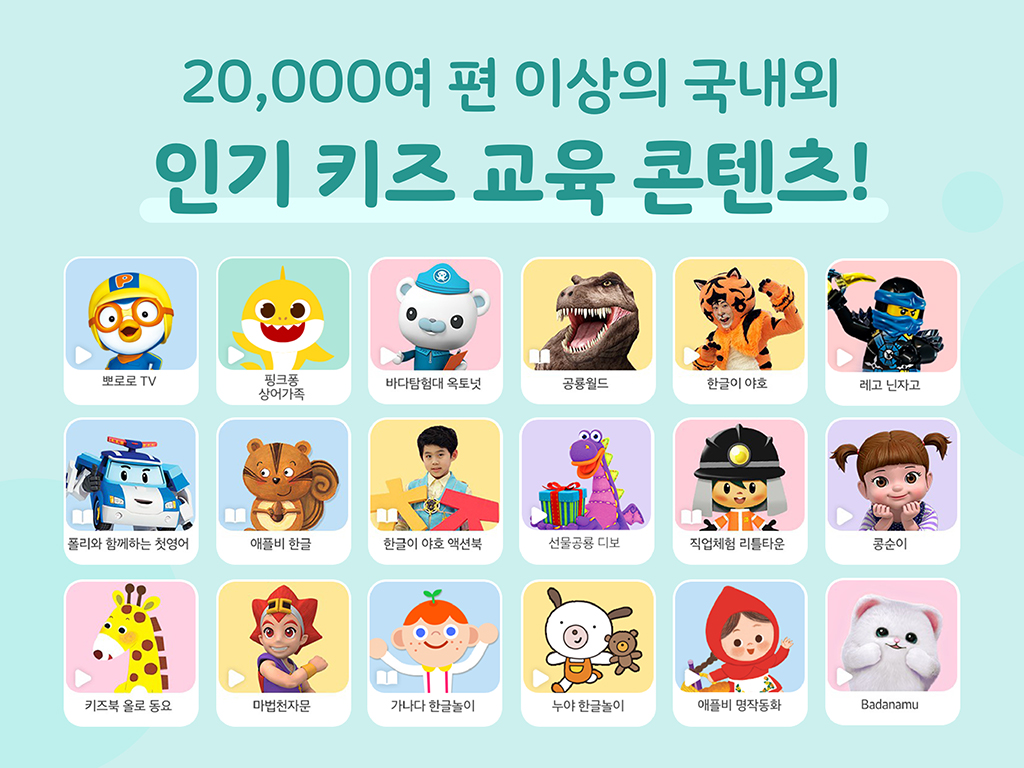 20,000여 편 이상의 국내외
인기 키즈 교육 콘텐츠!
P
뽀로로 TV
핑크퐁
상어가족
바다탐험대 옥토넛
공룡월드
한글이 야호
레고 닌자고
폴리와 함께하는 첫영어
애플비 한글
한글이 야호 액션북
선물공룡 디보
직업체험 리틀타운
콩순이
키즈북 올로 동요
마법천자문
가나다 한글놀이
누야 한글놀이
애플비 명작동화
Badanamu